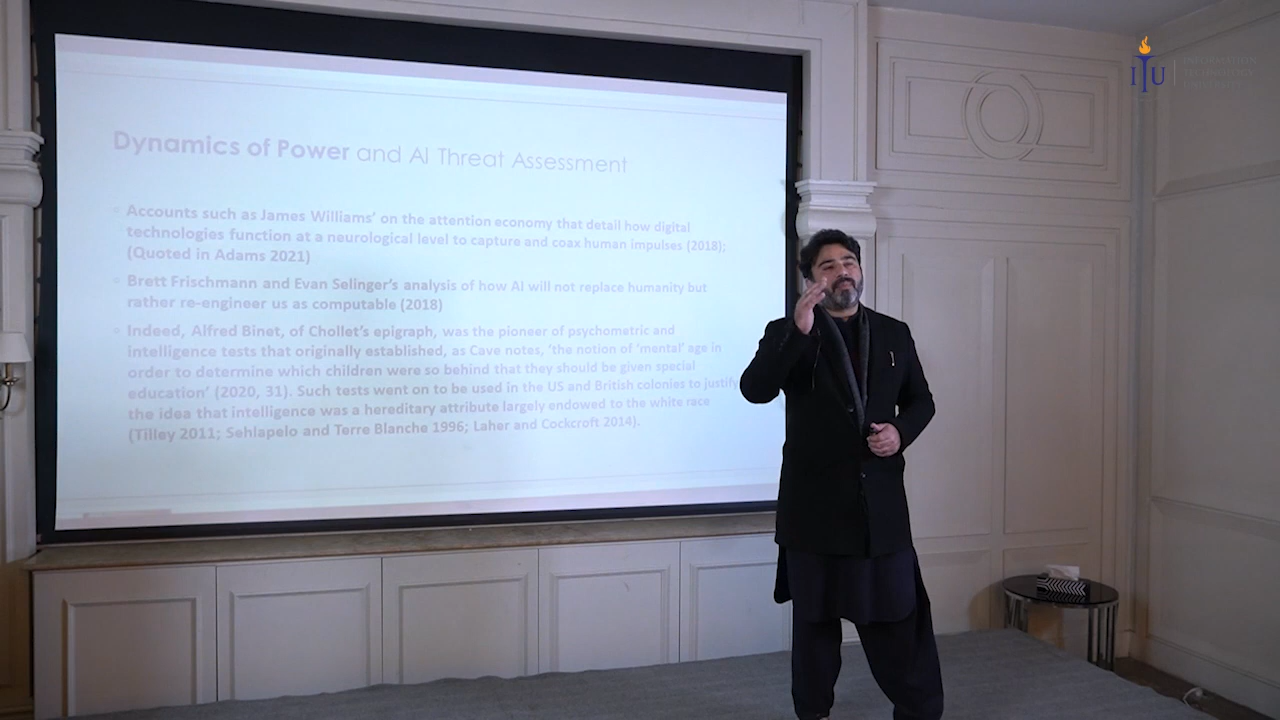 Dynamics of Power and AI Threat Assessment
Accounts such as James Williams' on the attention economy that detail how digital
technologies function at a neurological level to capture and coax human impulses (2018);
(Quoted in Adams 2021)
Brett Frischmann and Evan Selinger's analysis of how AI will not replace humanity but
rather re-engineer us as computable (2018)
Indeed, Alfred Binet, of Chollet's epigraph, was the pioneer of psychometric and
intelligence tests that originally established, as Cave notes, 'the notion of 'mental' age in
order to determine which children were so behind that they should be given special
education' (2020, 31). Such tests went on to be used in the US and British colonies to justify
the idea that intelligence was a hereditary attribute largely endowed to the white race
(Tilley 2011; Sehlapelo and Terre Blanche 1996; Laher and Cockcroft 2014).
ITU
INFORMATION
TECHNOLOGY
UNIVERSITY